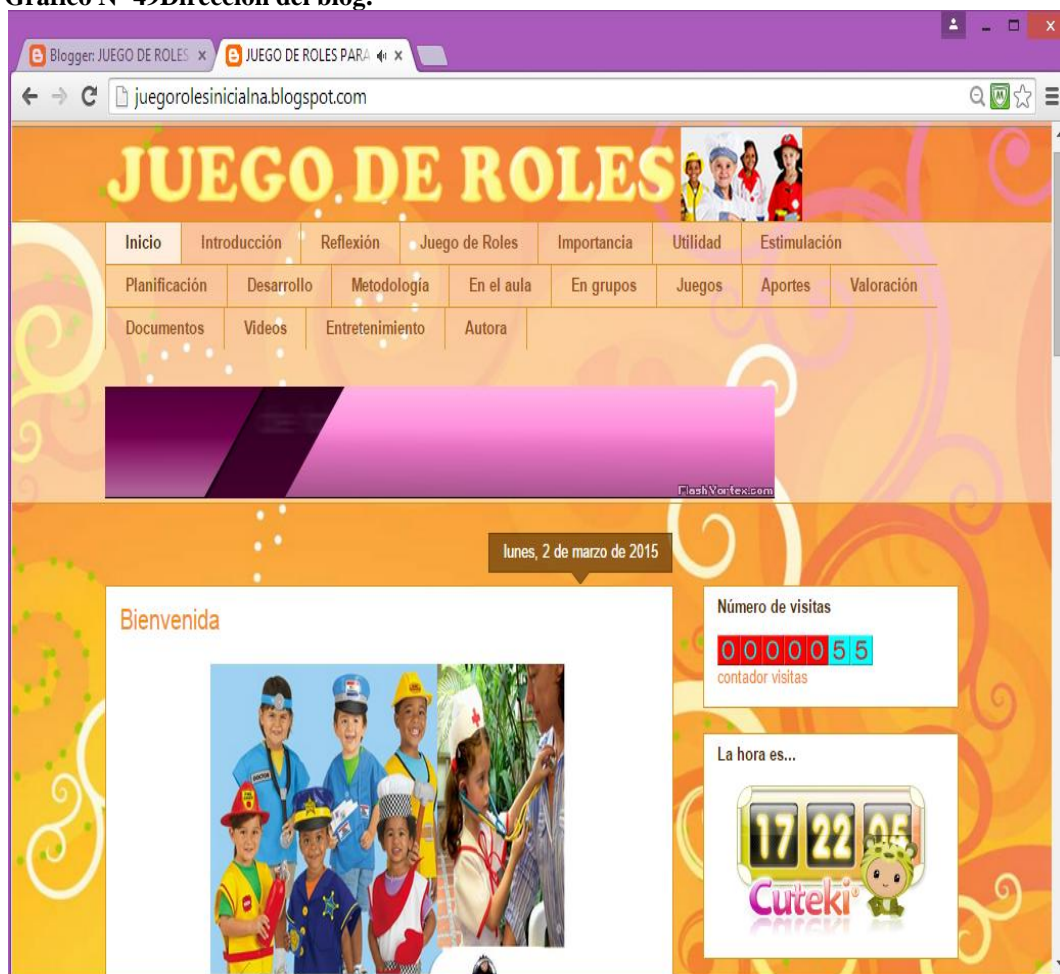 Gráfico N° 49Dirección del blog.
Blogger: JUEGO DE ROLES
JUEGO DE ROLES PARA
juegorolesinicialna.blogspot.com
JUEGO DE ROLES
Inicio Introducción Reflexión Juego de Roles Importancia Utilidad Estimulación
Planificación Desarrollo Metodología En el aula En grupos Juegos Aportes Valoración
Documentos Videos Entretenimiento Autora
FlashVortex.com
lunes, 2 de marzo de 2015
Bienvenida
DOCTOR
Número de visitas
0000055
contador visitas
La hora es...
17 22 05
Cuteki